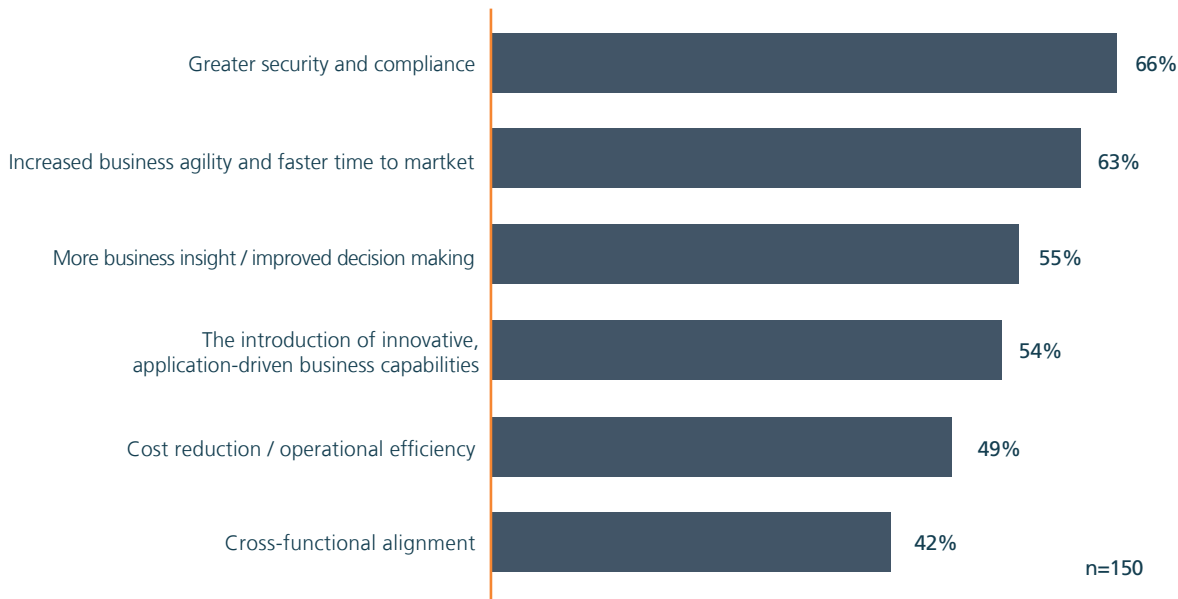 Greater security and compliance 66%
Increased business agility and faster time to martket 63%
More business insight / improved decision making 55%
The introduction of innovative,
application-driven business capabilities 54%
Cost reduction / operational efficiency 49%
Cross-functional alignment 42%
n=150